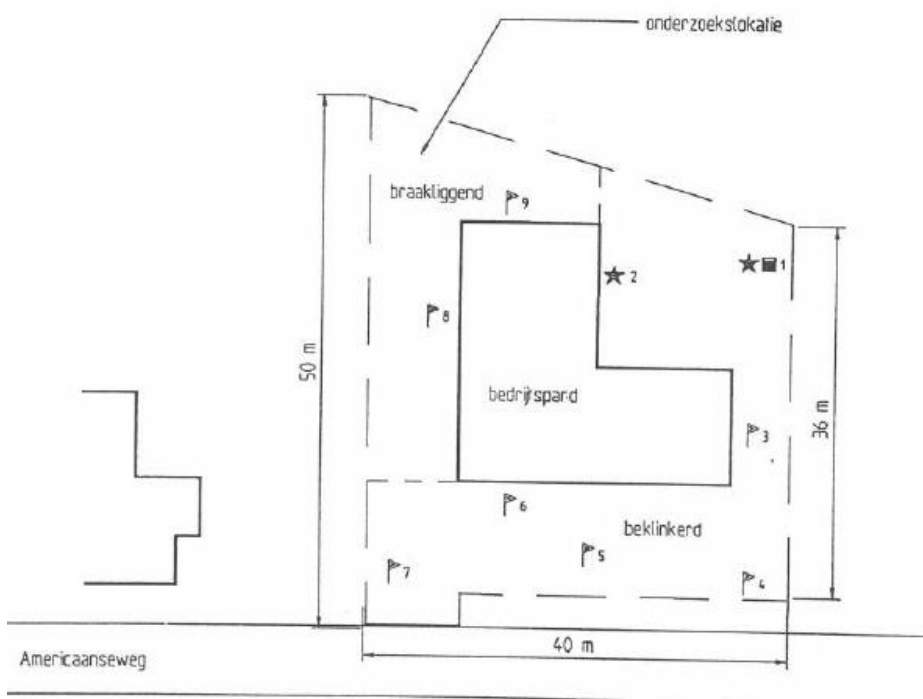 onderzoekslokatie
braakliggend
9
2
1
8
50 m
bedrijfspand
3
36 m
6
beklinkerd
5
7
4
40 m
Americaanseweg